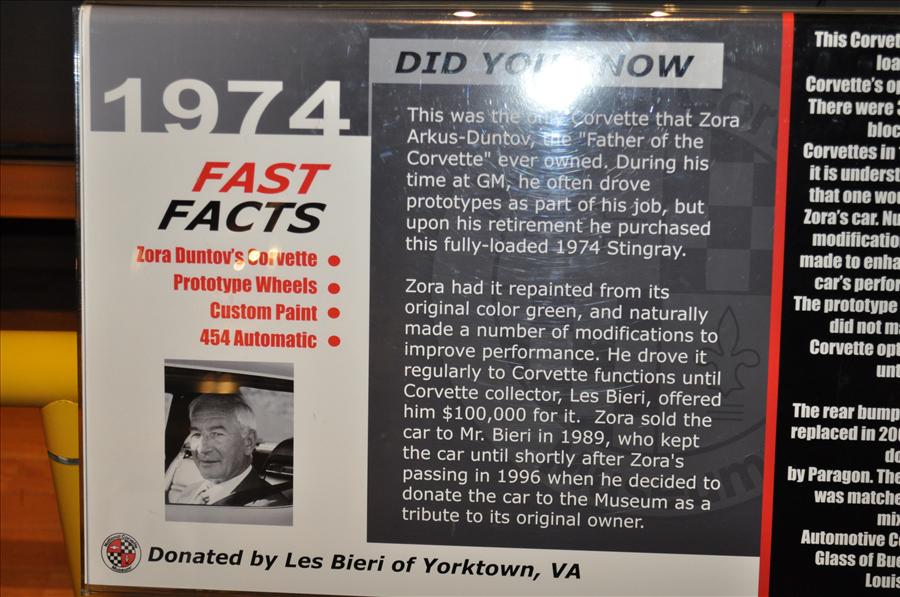 1974
FAST
FACTS
Zora Duntov's Corvette
Prototype Wheels
Custom Paint
454 Automatic
Donated by Les Bieri of Yorktown, VA
DID YOU KNOW
This was the only Corvette that Zora
Arkus-Duntov, the "Father of the
Corvette" ever owned. During his
time at GM, he often drove
prototypes as part of his job, but
upon his retirement he purchased
this fully-loaded 1974 Stingray.
Zora had it repainted from its
original color green, and naturally
made a number of modifications to
improve performance. He drove it
regularly to Corvette functions until
Corvette collector, Les Bieri, offered
him $100,000 for it. Zora sold the
car to Mr. Bieri in 1989, who kept
the car until shortly after Zora's
passing in 1996 when he decided to
donate the car to the Museum as a
tribute to its original owner.
This Corvet
loa
Corvette's op
There were 3
bloc
Corvettes in
it is underst
that one wo
Zora's car. Nu
modificatio
made to enha
car's perfor
The prototype
did not ma
Corvette opt
unt
The rear bump
replaced in 200
do
by Paragon. The
was matche
mix
Automotive Co
Glass of Bue
Louis